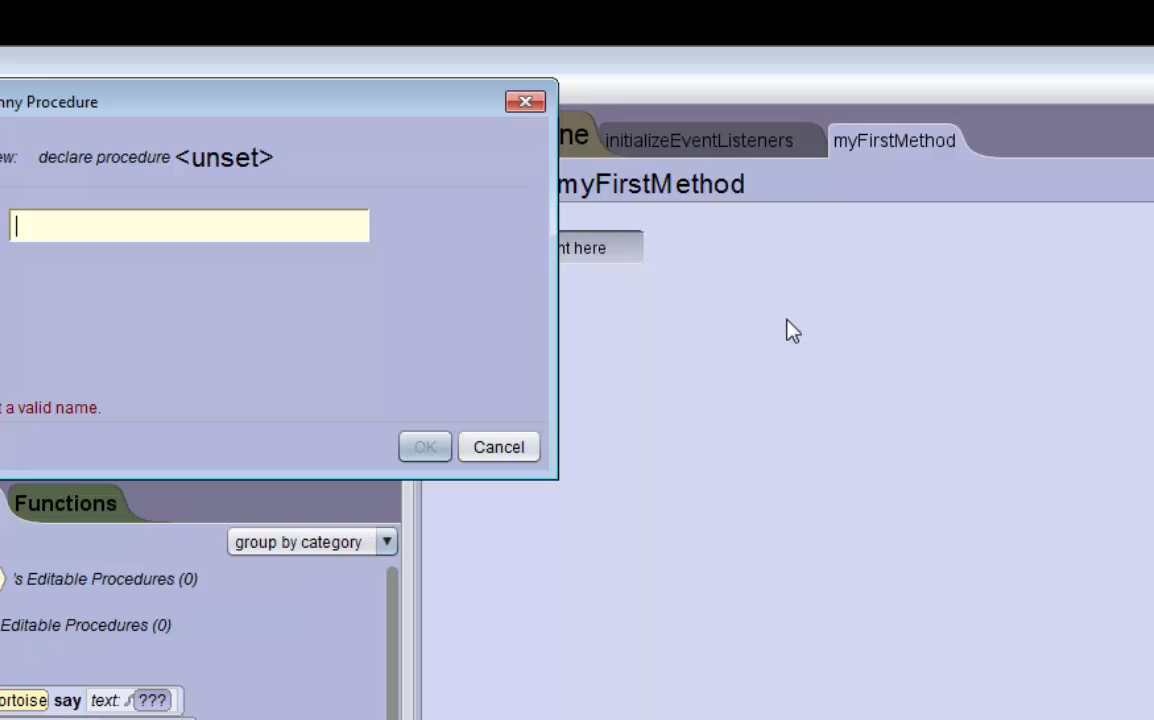 nny Procedure
ew: declare procedure <unset>
ne initializeEventListeners myFirstMethod
myFirstMethod
nt here
t a valid name.
OK Cancel
Functions
group by category
's Editable Procedures (0)
Editable Procedures (0)
ortoise say text: ???